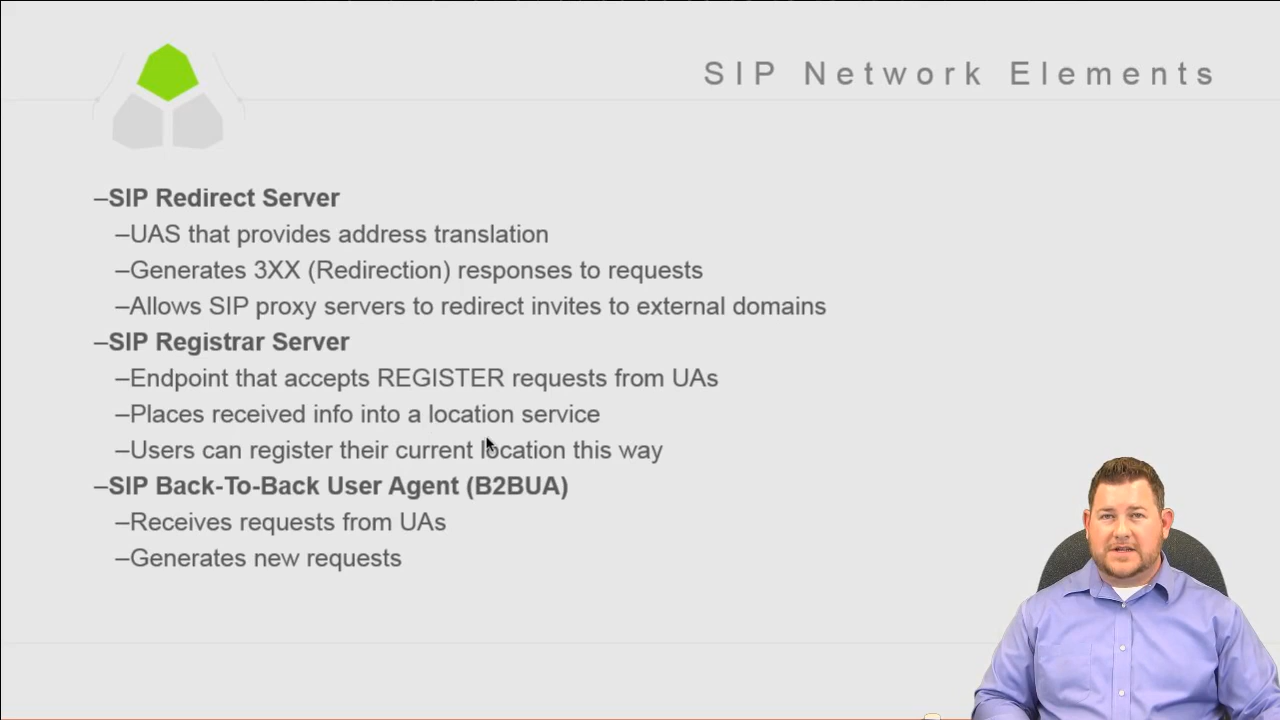 SIP Network Elements
–SIP Redirect Server
–UAS that provides address translation
–Generates 3XX (Redirection) responses to requests
–Allows SIP proxy servers to redirect invites to external domains
–SIP Registrar Server
–Endpoint that accepts REGISTER requests from UAs
–Places received info into a location service
–Users can register their current location this way
–SIP Back-To-Back User Agent (B2BUA)
–Receives requests from UAs
–Generates new requests